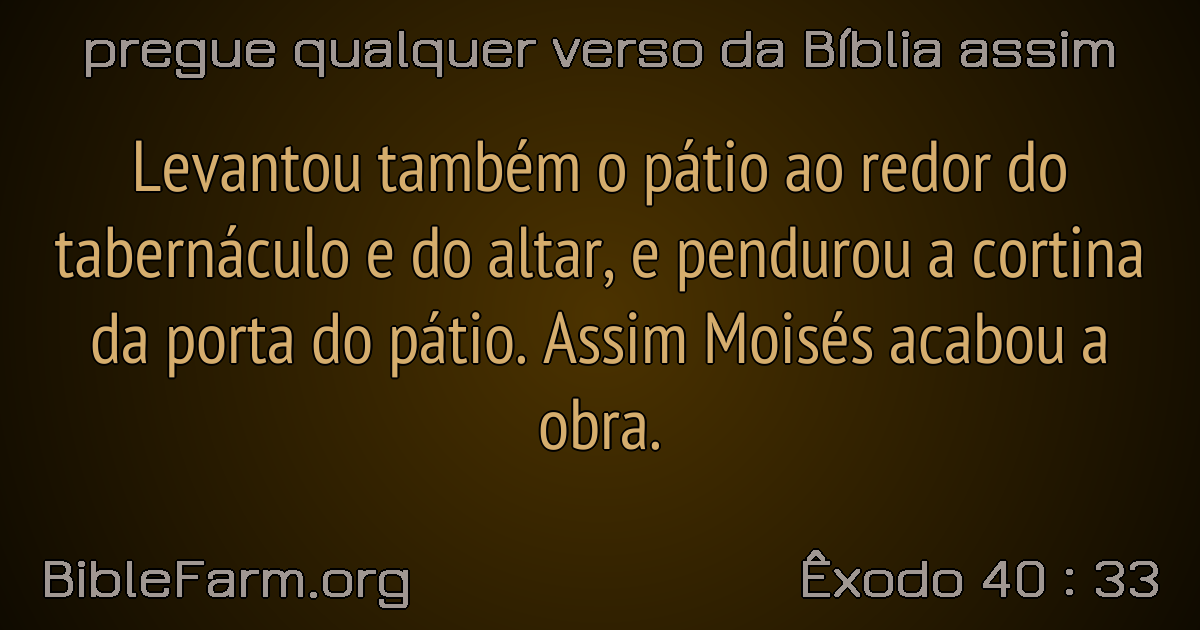 pregue qualquer verso da Bíblia assim
Levantou também o pátio ao redor do
tabernáculo e do altar, e pendurou a cortina
da porta do pátio. Assim Moisés acabou a
obra.
BibleFarm.org
Êxodo 40 : 33